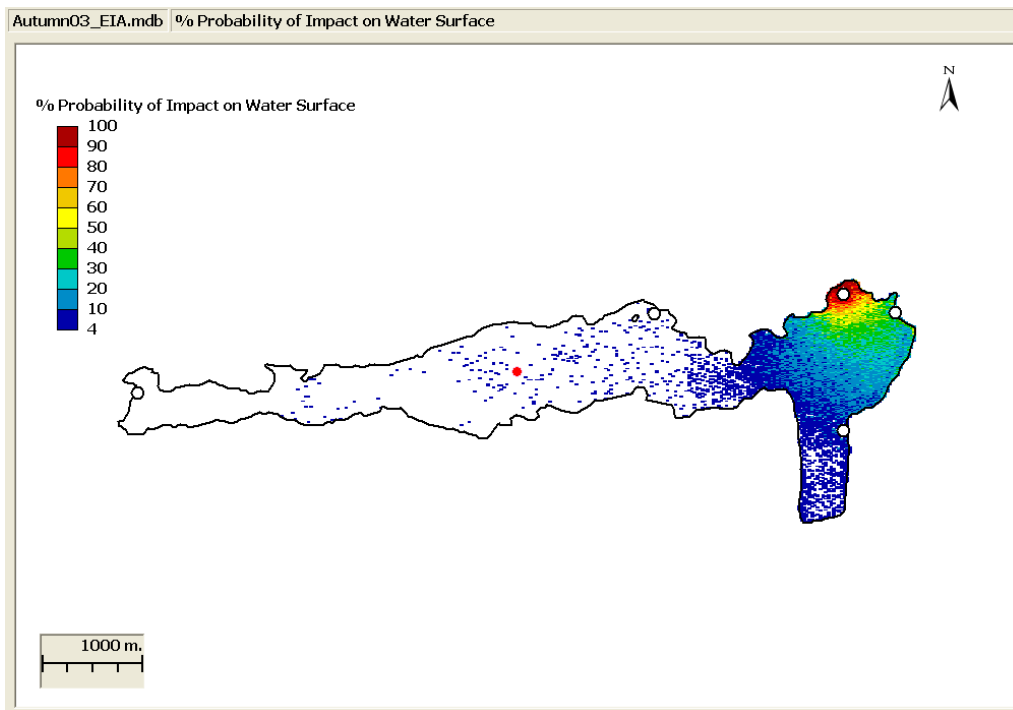 Autumn03_EIA.mdb % Probability of Impact on Water Surface
N
% Probability of Impact on Water Surface
100
90
80
70
60
50
40
30
20
10
4
1000 m.